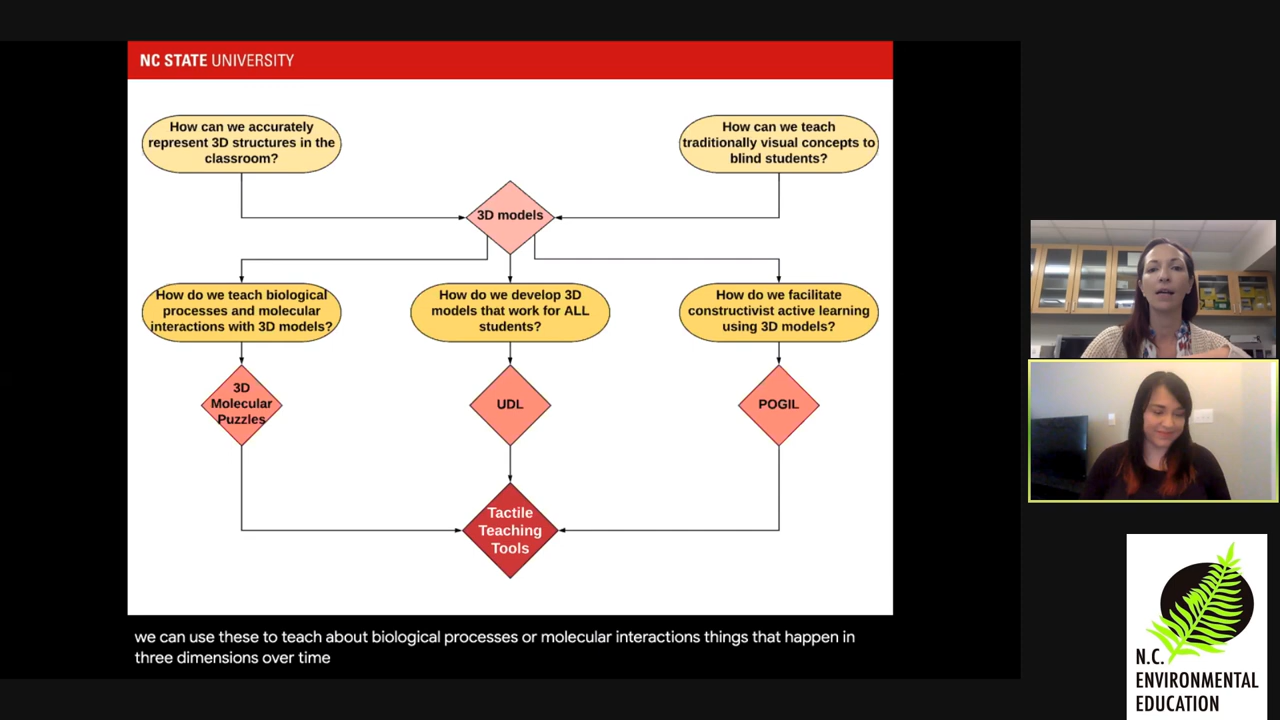 NC STATE UNIVERSITY
How can we accurately
represent 3D structures in the
classroom?
How can we teach
traditionally visual concepts to
blind students?
3D models
How do we teach biological
processes and molecular
interactions with 3D models?
How do we develop 3D
models that work for ALL
students?
How do we facilitate
constructivist active learning
using 3D models?
3D
Molecular
Puzzles
UDL
POGIL
Tactile
Teaching
Tools
we can use these to teach about biological processes or molecular interactions things that happen in
three dimensions over time
N.C.
ENVIRONMENTAL
EDUCATION